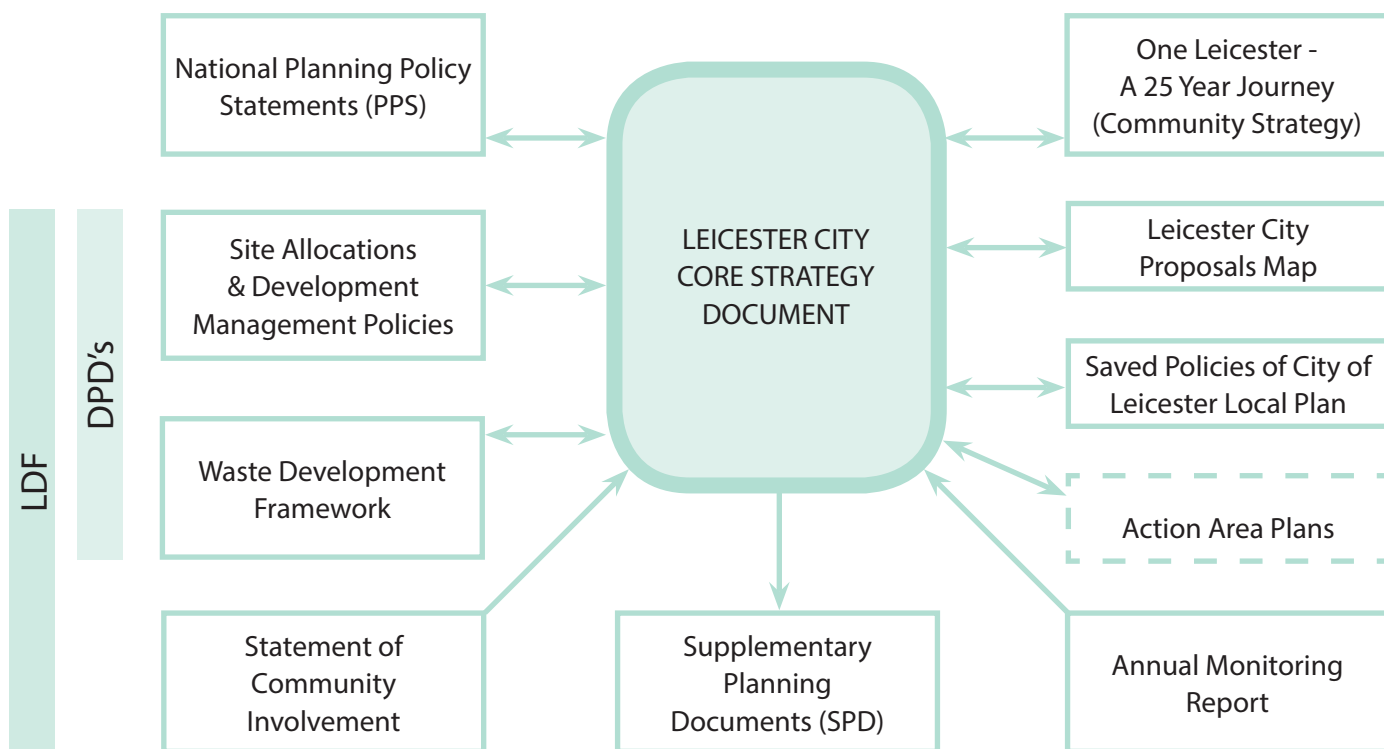 National Planning Policy
Statements (PPS)
One Leicester -
A 25 Year Journey
(Community Strategy)
LEICESTER CITY
CORE STRATEGY
DOCUMENT
Site Allocations
& Development
Management Policies
Leicester City
Proposals Map
Saved Policies of City of
Leicester Local Plan
Waste Development
Framework
Action Area Plans
Statement of
Community
Involvement
Supplementary
Planning
Documents (SPD)
Annual Monitoring
Report
LDF
DPD's